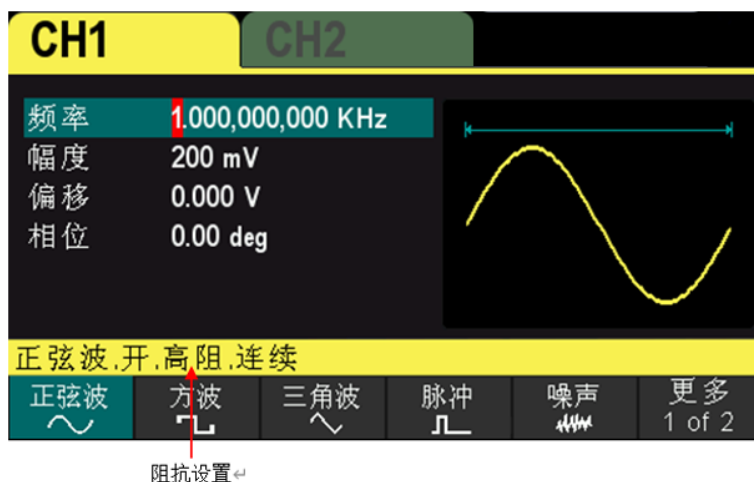 CH1 CH2
频率 1.000,000,000 KHz
幅度 200 mV
偏移 0.000 V
相位 0.00 deg
正弦波,开,高阻,连续
正弦波 方波 三角波 脉冲 噪声 更多
1 of 2
阻抗设置↵